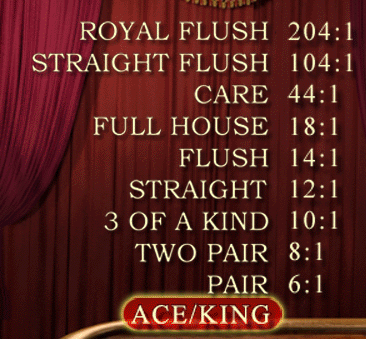 ROYAL FLUSH 204:1
STRAIGHT FLUSH 104:1
CARE 44:1
FULL HOUSE 18:1
FLUSH 14:1
STRAIGHT 12:1
3 OF A KIND 10:1
TWO PAIR 8:1
PAIR 6:1
ACE/KING